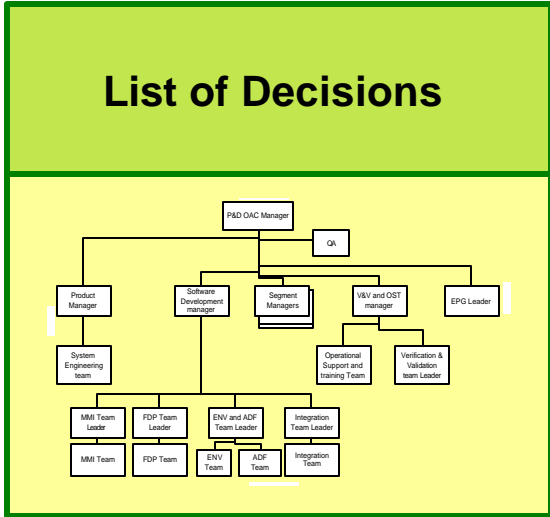 List of Decisions
P&D OAC Manager
QA
Product
Manager
Software
Development
manager
Segment
Managers
V&V and OST
manager
EPG Leader
System
Engineering
team
Operational
Support and
training Team
Verification &
Validation
team Leader
MMI Team
Leader
FDP Team
Leader
ENV and ADF
Team Leader
Integration
Team Leader
MMI Team
FDP Team
ENV
Team
ADF
Team
Integration
Team